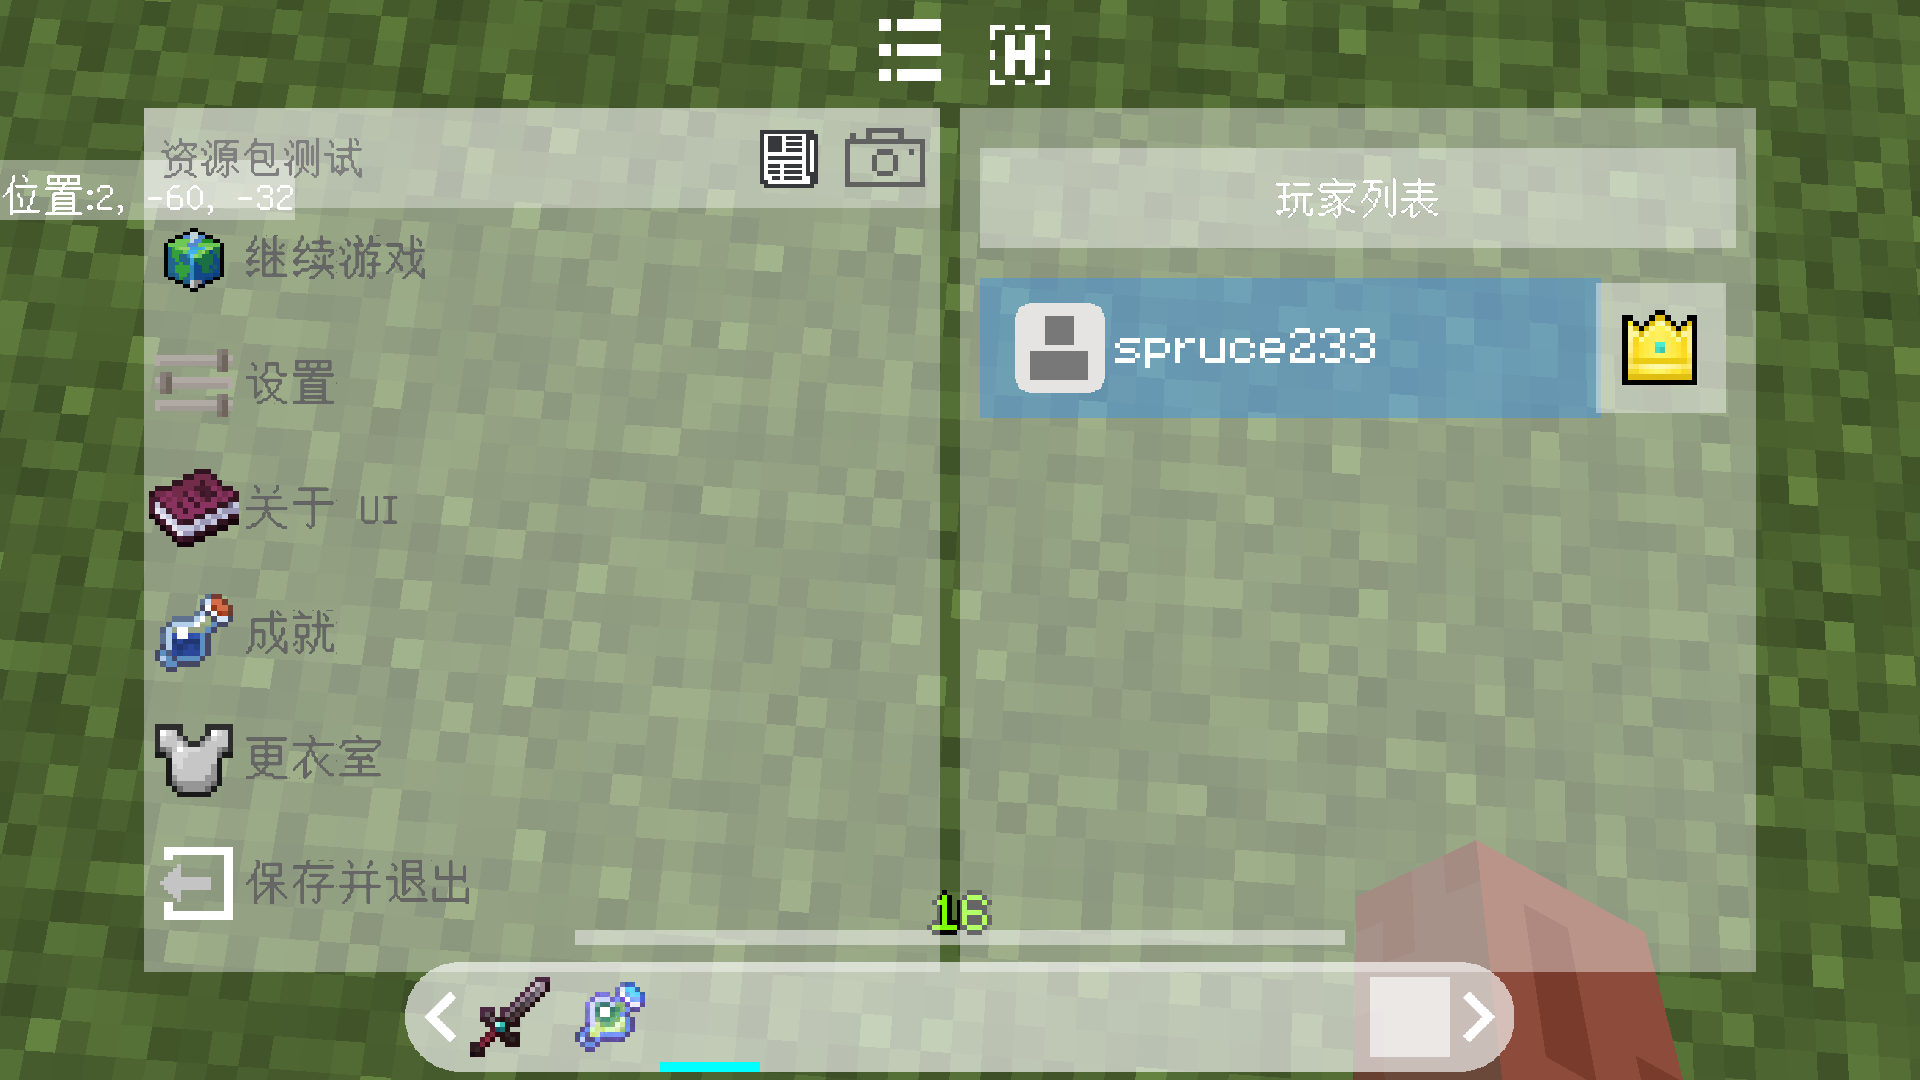 H
资源包测试
位置:2, -60, -32
继续游戏
设置
关于 UI
成就
更衣室
保存并退出
玩家列表
spruce233
16